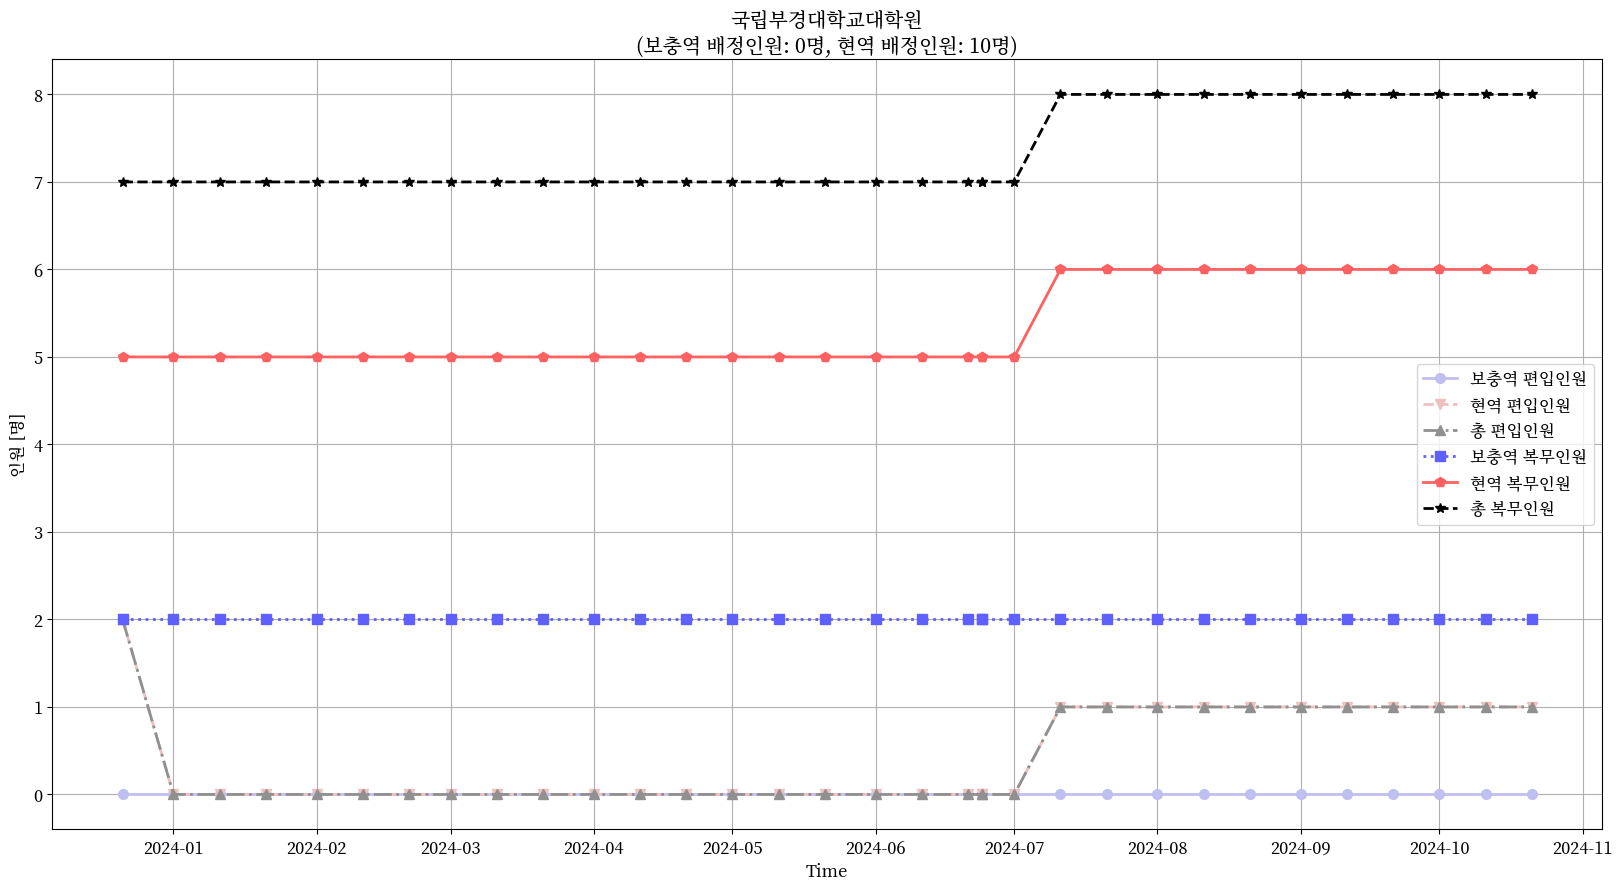 국립부경대학교대학원
(보충역 배정인원: 0명, 현역 배정인원: 10명)
인원 [명]
8
7
6
5
4
3
2
1
0
보충역 편입인원
현역 편입인원
총 편입인원
보충역 복무인원
현역 복무인원
총 복무인원
2024-01
2024-02
2024-03
2024-04
2024-05
2024-06
2024-07
2024-08
2024-09
2024-10
2024-11
Time